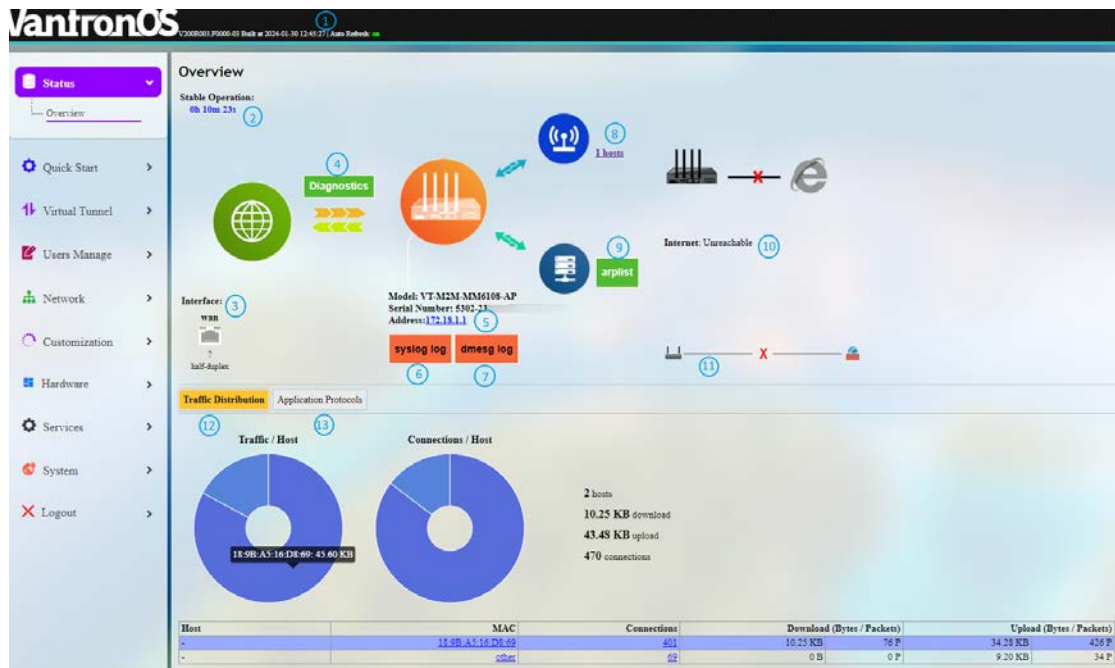 VantronOS
V200R003.F0000-03 Built at 2024-01-30 12:45:27 | Auto Refresh: on
1
Status
Overview
Quick Start
Virtual Tunnel
Users Manage
Network
Customization
Hardware
Services
System
Logout
Overview
Stable Operation:
0h 10m 23s
2
4
Diagnostics
8
1 hosts
9
arplist
Internet: Unreachable
10
Interface:
3
wan
?
half-duplex
Model: VT-M2M-MM6108-AP
Serial Number: 5302-23
Address:172.18.1.1
5
syslog log dmesg log
6 7
X
11
Traffic Distribution Application Protocols
12 13
Traffic / Host Connections / Host
18:9B:A5:16:D8:69: 45.60 KB
2 hosts
10.25 KB download
43.48 KB upload
470 connections
Host MAC Connections Download (Bytes / Packets) Upload (Bytes / Packets)
- 18:9B:A5:16:D8:69 401 10.25 KB 76 P 34.28 KB 426 P
- other 69 0 B 0 P 9.20 KB 34 P